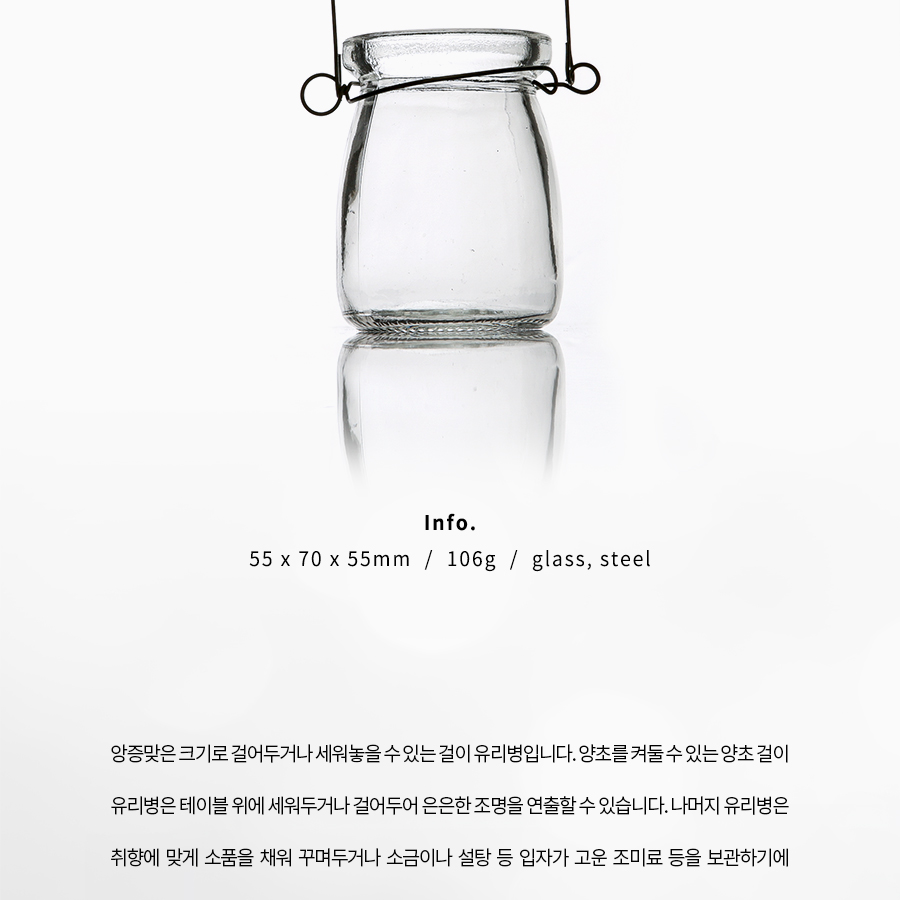 Info.
55 x 70 x 55mm / 106g / glass, steel
앙증맞은 크기로 걸어두거나 세워놓을 수 있는 걸이 유리병입니다. 양초를 켜둘 수 있는 양초 걸이
유리병은 테이블 위에 세워두거나 걸어두어 은은한 조명을 연출할 수 있습니다. 나머지 유리병은
취향에 맞게 소품을 채워 꾸며두거나 소금이나 설탕 등 입자가 고운 조미료 등을 보관하기에